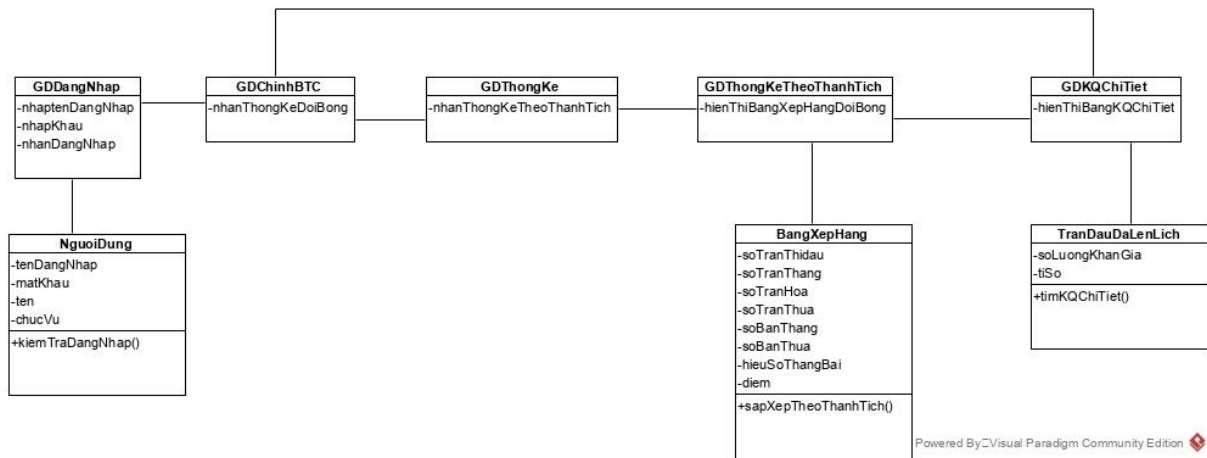 GDDangNhap
-nhaptenDangNhap
-nhapKhau
-nhanDangNhap
GDChinhBTC
-nhanThongKeDoiBong
GDThongKe
-nhanThongKeTheoThanhTich
GDThongKeTheoThanhTich
-hienThiBangXepHangDoiBong
GDKQChiTiet
-hienThiBangKQChiTiet
NguoiDung
-tenDangNhap
-matKhau
-ten
-chucVu
+kiemTraDangNhap()
BangXepHang
-soTranThidau
-soTranThang
-soTranHoa
-soTranThua
-soBanThang
-soBanThua
-hieuSoThangBai
-diem
+sapXepTheoThanhTich()
TranDauDaLenLich
-soLuongKhanGia
-tiSo
+timKQChiTiet()
Powered By Visual Paradigm Community Edition